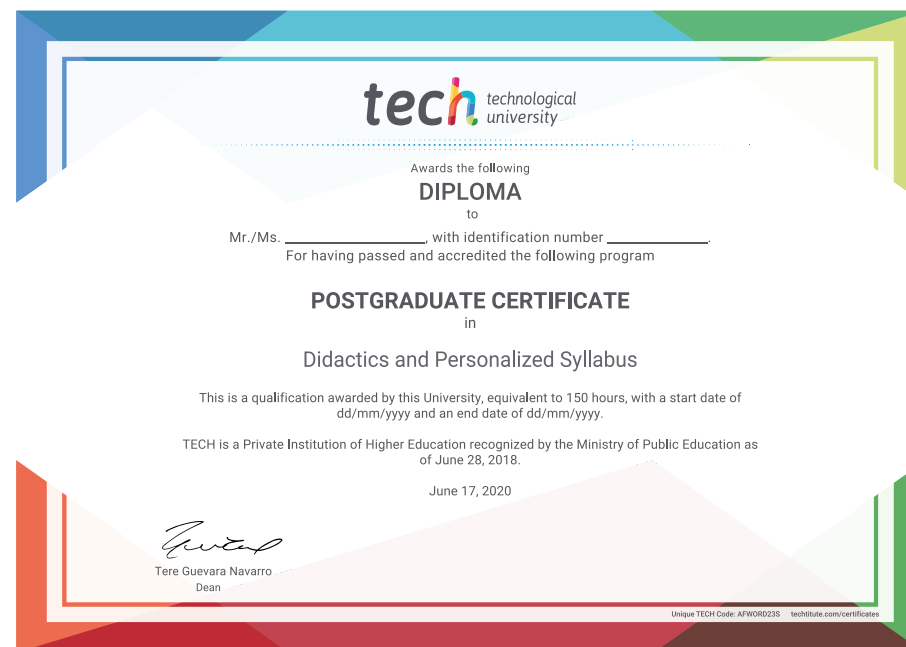 tech technological
university
Awards the following
DIPLOMA
to
Mr./Ms. ____________________, with identification number ______________.
For having passed and accredited the following program
POSTGRADUATE CERTIFICATE
in
Didactics and Personalized Syllabus
This is a qualification awarded by this University, equivalent to 150 hours, with a start date of
dd/mm/yyyy and an end date of dd/mm/yyyy.
TECH is a Private Institution of Higher Education recognized by the Ministry of Public Education as
of June 28, 2018.
June 17, 2020
Tere Guevara Navarro
Dean
Unique TECH Code: AFWORD23S techtitute.com/certificates